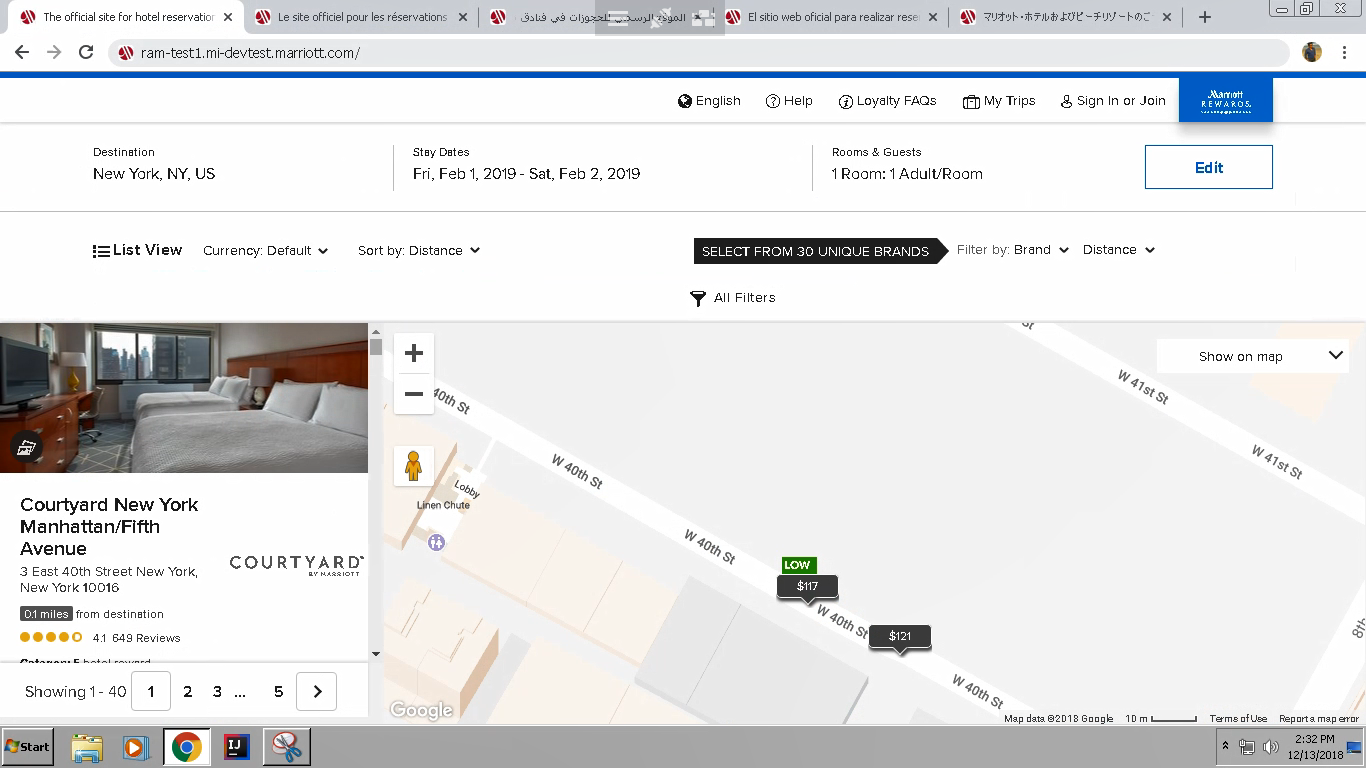 The official site for hotel reservation
Le site officiel pour les réservations
الموقع الرسمي للحجوزات في فنادق
El sitio web oficial para realizar rese
マリオット・ホテルおよびビーチリゾートのご
ram-test1.mi-devtest.marriott.com/
English
Help
Loyalty FAQs
My Trips
Sign In or Join
Marriott
REWARDS.
Destination
New York, NY, US
Stay Dates
Fri, Feb 1, 2019 - Sat, Feb 2, 2019
Rooms & Guests
1 Room: 1 Adult/Room
Edit
List View
Currency: Default
Sort by: Distance
SELECT FROM 30 UNIQUE BRANDS
Filter by: Brand
Distance
All Filters
Courtyard New York
Manhattan/Fifth
Avenue
COURTYARD
BY MARRIOTT
3 East 40th Street New York,
New York 10016
0.1 miles from destination
4.1 649 Reviews
Category 5 hotel reward
Showing 1 - 40
1
2
3
...
5
+
−
Show on map
St
W 41st St
W 41st St
40th St
W 40th St
W 40th St
W 40th St
W 40th St
Lobby
Linen Chute
LOW
$117
$121
8th
Google
Map data ©2018 Google
10 m
Terms of Use
Report a map error
Start
IJ
2:32 PM
12/13/2018